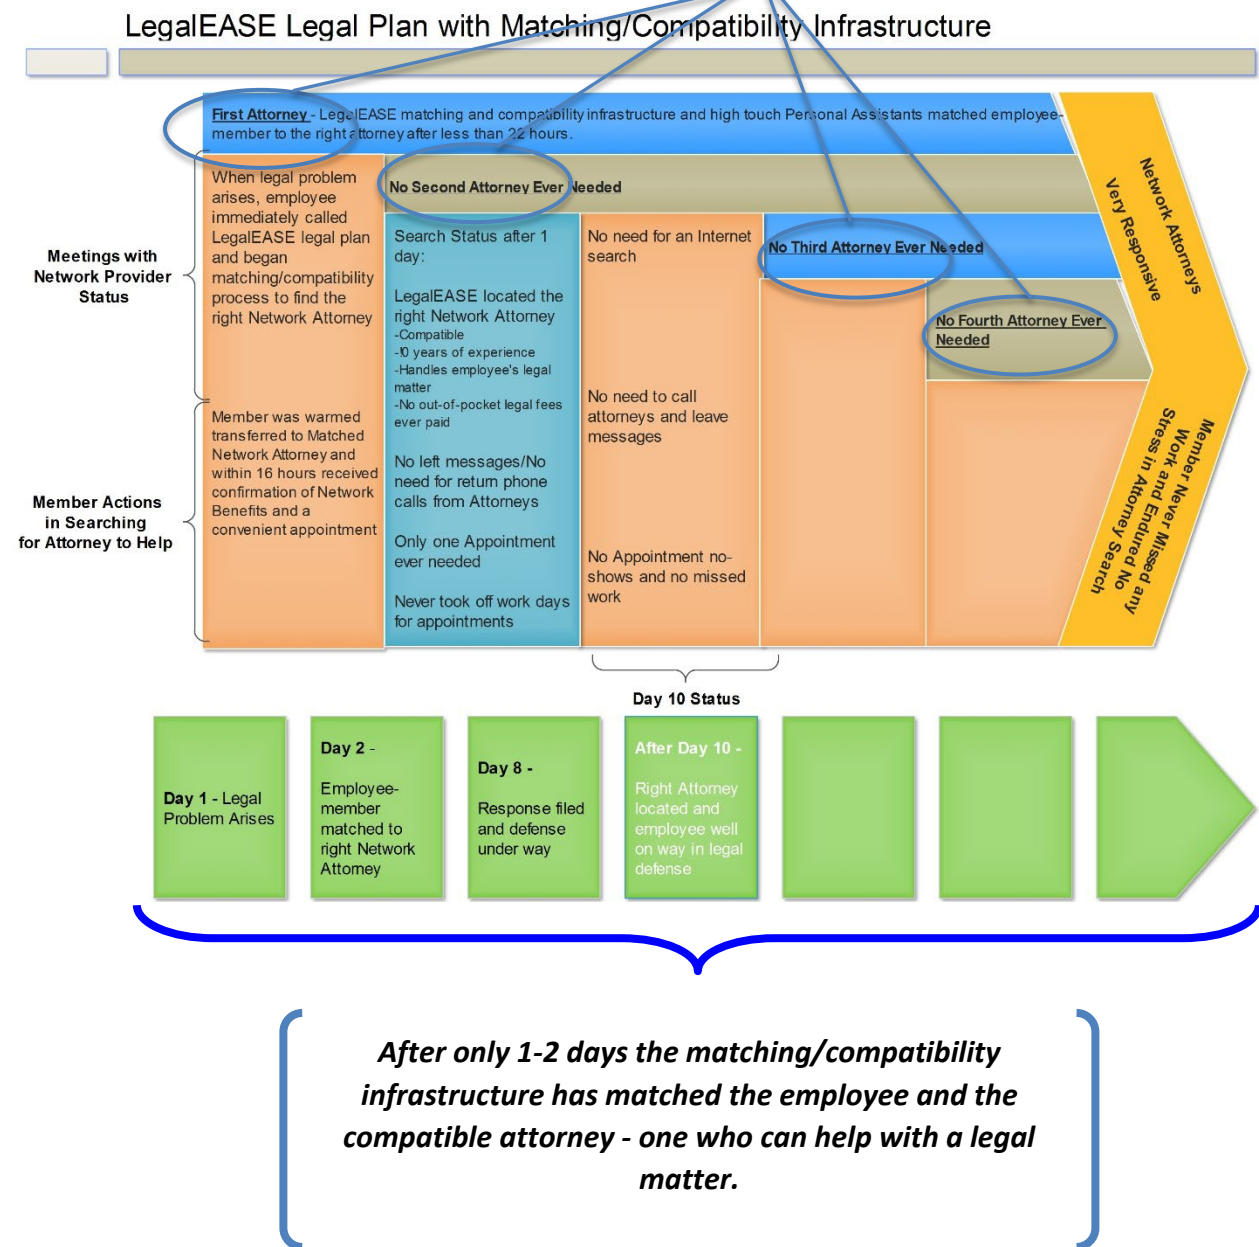 LegalEASE Legal Plan with Matching/Compatibility Infrastructure
First Attorney - LegalEASE matching and compatibility infrastructure and high touch Personal Assistants matched employee-
member to the right attorney after less than 22 hours.
When legal problem
arises, employee
immediately called
LegalEASE legal plan
and began
matching/compatibility
process to find the
right Network Attorney
No Second Attorney Ever Needed
Search Status after 1
day:
LegalEASE located the
right Network Attorney
-Compatible
-10 years of experience
-Handles employee's legal
matter
-No out-of-pocket legal fees
ever paid
No left messages/No
need for return phone
calls from Attorneys
Only one Appointment
ever needed
Never took off work days
for appointments
No need for an Internet
search
No need to call
attorneys and leave
messages
No Appointment no-
shows and no missed
work
No Third Attorney Ever Needed
No Fourth Attorney Ever
Needed
Network Attorneys
Very Responsive
Member Never Missed any
Work and Endured No
Stress in Attorney Search
Meetings with
Network Provider
Status
Member Actions
in Searching
for Attorney to Help
Member was warmed
transferred to Matched
Network Attorney and
within 16 hours received
confirmation of Network
Benefits and a
convenient appointment
Day 10 Status
Day 1 - Legal
Problem Arises
Day 2 -
Employee-
member
matched to
right Network
Attorney
Day 8 -
Response filed
and defense
under way
After Day 10 -
Right Attorney
located and
employee well
on way in legal
defense
After only 1-2 days the matching/compatibility
infrastructure has matched the employee and the
compatible attorney - one who can help with a legal
matter.